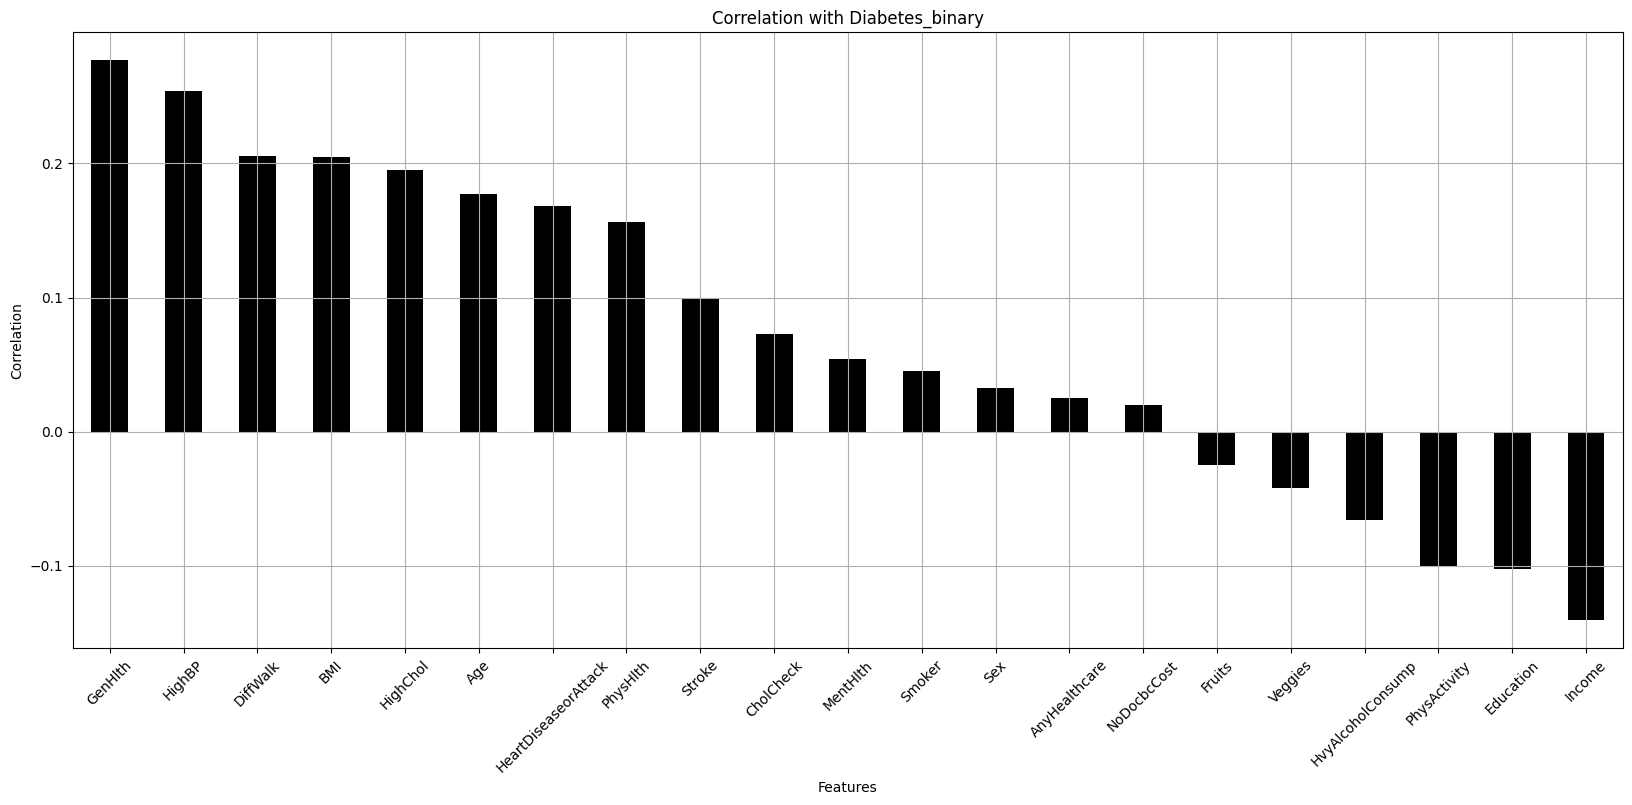 Correlation with Diabetes_binary
Correlation
0.2
0.1
0.0
−0.1
GenHlth
HighBP
DiffWalk
BMI
HighChol
Age
HeartDiseaseorAttack
PhysHlth
Stroke
CholCheck
MentHlth
Smoker
Sex
AnyHealthcare
NoDocbcCost
Fruits
Veggies
HvyAlcoholConsump
PhysActivity
Education
Income
Features